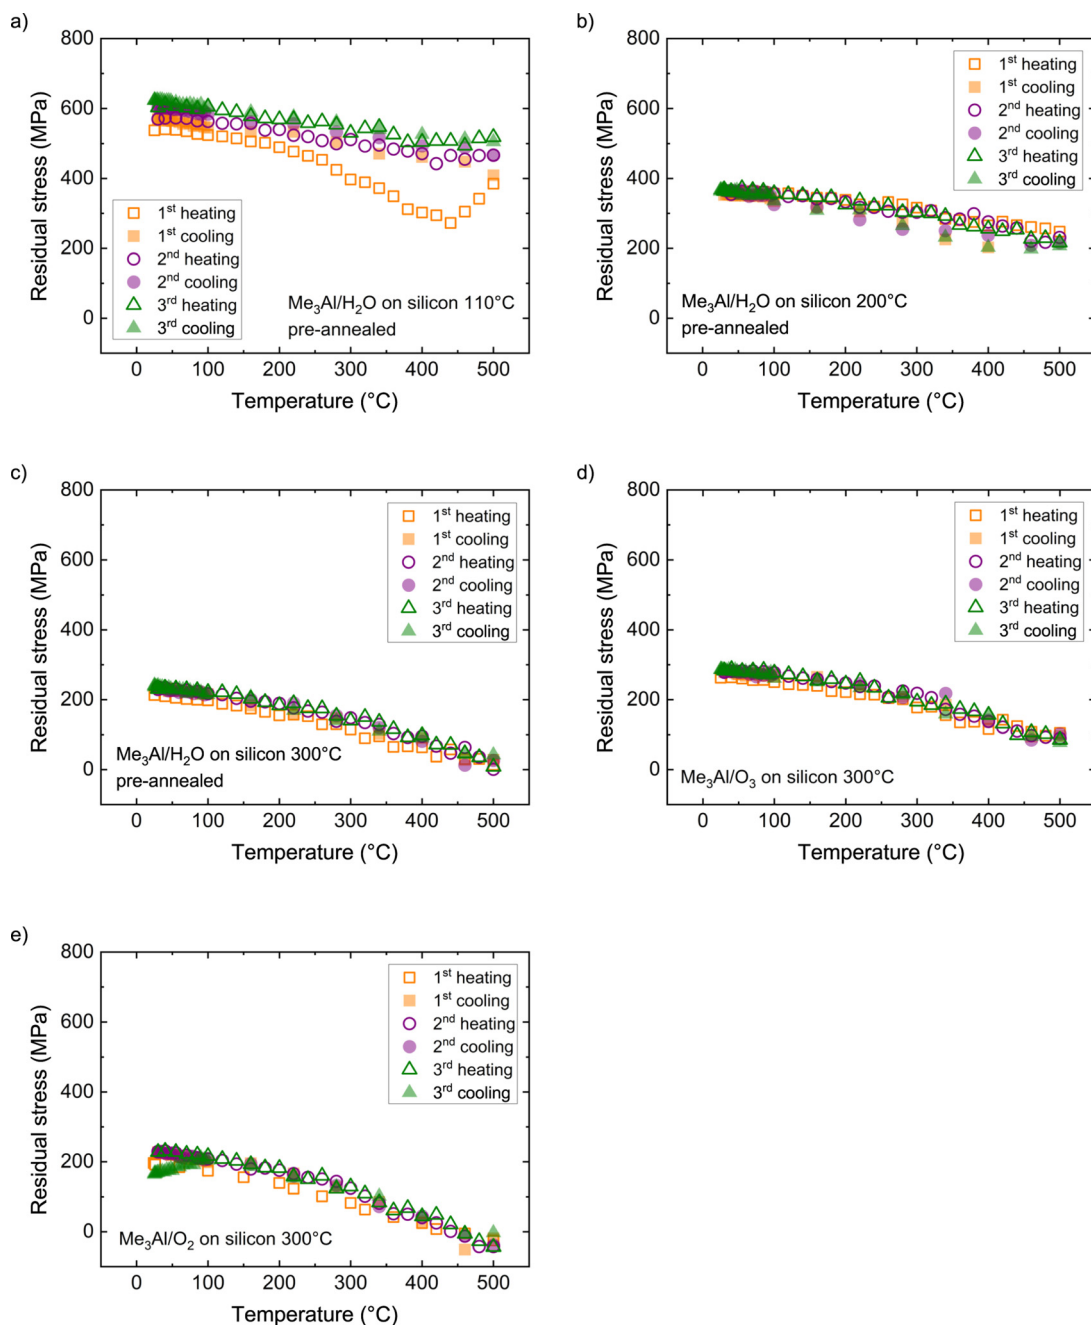 a)
800
600
400
200
0
Residual stress (MPa)
1st heating
1st cooling
2nd heating
2nd cooling
3rd heating
3rd cooling
Me3Al/H2O on silicon 110°C
pre-annealed
0 100 200 300 400 500
Temperature (°C)
b)
800
600
400
200
0
Residual stress (MPa)
1st heating
1st cooling
2nd heating
2nd cooling
3rd heating
3rd cooling
Me3Al/H2O on silicon 200°C
pre-annealed
0 100 200 300 400 500
Temperature (°C)
c)
800
600
400
200
0
Residual stress (MPa)
1st heating
1st cooling
2nd heating
2nd cooling
3rd heating
3rd cooling
Me3Al/H2O on silicon 300°C
pre-annealed
0 100 200 300 400 500
Temperature (°C)
d)
800
600
400
200
0
Residual stress (MPa)
1st heating
1st cooling
2nd heating
2nd cooling
3rd heating
3rd cooling
Me3Al/O3 on silicon 300°C
0 100 200 300 400 500
Temperature (°C)
e)
800
600
400
200
0
Residual stress (MPa)
1st heating
1st cooling
2nd heating
2nd cooling
3rd heating
3rd cooling
Me3Al/O2 on silicon 300°C
0 100 200 300 400 500
Temperature (°C)